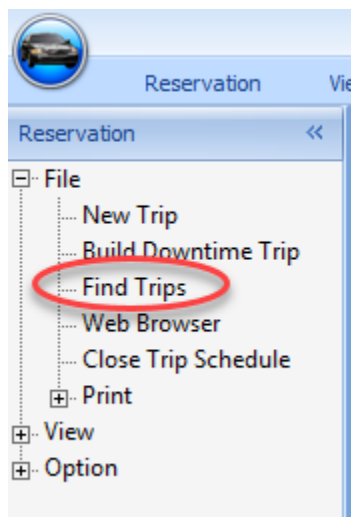 Reservation Vie
Reservation «
File
New Trip
Build Downtime Trip
Find Trips
Web Browser
Close Trip Schedule
Print
View
Option